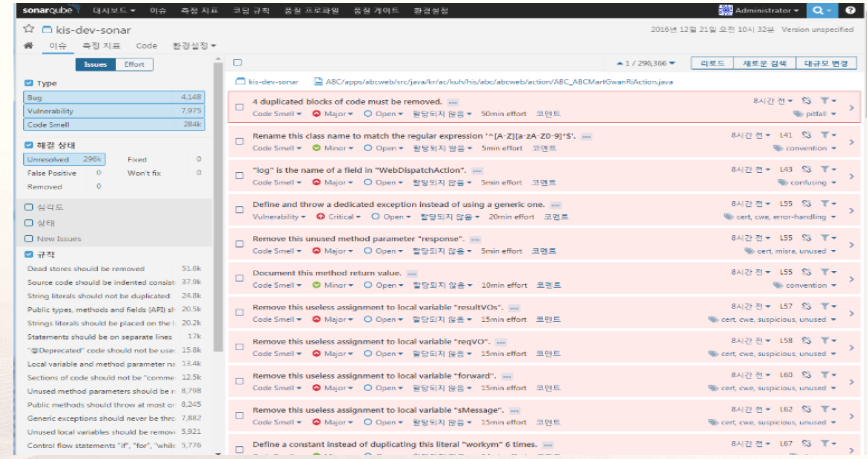 sonarqube 대시보드 이슈 측정 지표 코딩 규칙 품질 프로파일 품질 게이트 환경설정 Administrator
kis-dev-sonar 2016년 12월 21일 오전 10시 32분 Version unspecified
이슈 측정 지표 Code 환경설정
Issues Effort 1 / 296,366 리로드 새로운 검색 대규모 변경
kis-dev-sonar ABC/apps/abcweb/src/java/kr/ac/kuh/his/abc/abcweb/action/ABC_ABCMartGwanRiAction.java
Type
Bug 4,148
Vulnerability 7,975
Code Smell 284k
해결 상태
Unresolved 296k Fixed 0
False Positive 0 Won't fix 0
Removed 0
심각도
상태
New Issues
규칙
Dead stores should be removed 51.6k
Source code should be indented consist 37.9k
String literals should not be duplicated 24.8k
Public types, methods and fields (API) sh 20.5k
Strings literals should be placed on the l 20.2k
Statements should be on separate lines 17k
"@Deprecated" code should not be use 15.8k
Local variable and method parameter na 13.4k
Sections of code should not be "comme 12.5k
Unused method parameters should be r 8,798
Public methods should throw at most o 8,245
Generic exceptions should never be thr 7,882
Unused local variables should be remov 5,921
Control flow statements "if", "for", "while 5,776
4 duplicated blocks of code must be removed. 8시간 전
Code Smell Major Open 할당되지 않음 50min effort 코멘트 pitfall
Rename this class name to match the regular expression '^[A-Z][a-zA-Z0-9]*$'. 8시간 전 L41
Code Smell Minor Open 할당되지 않음 5min effort 코멘트 convention
"log" is the name of a field in "WebDispatchAction". 8시간 전 L43
Code Smell Major Open 할당되지 않음 5min effort 코멘트 confusing
Define and throw a dedicated exception instead of using a generic one. 8시간 전 L55
Vulnerability Critical Open 할당되지 않음 20min effort 코멘트 cert, cwe, error-handling
Remove this unused method parameter "response". 8시간 전 L55
Code Smell Major Open 할당되지 않음 5min effort 코멘트 cert, misra, unused
Document this method return value. 8시간 전 L55
Code Smell Minor Open 할당되지 않음 10min effort 코멘트 convention
Remove this useless assignment to local variable "resultVOs". 8시간 전 L57
Code Smell Major Open 할당되지 않음 15min effort 코멘트 cert, cwe, suspicious, unused
Remove this useless assignment to local variable "reqVO". 8시간 전 L58
Code Smell Major Open 할당되지 않음 15min effort 코멘트 cert, cwe, suspicious, unused
Remove this useless assignment to local variable "forward". 8시간 전 L60
Code Smell Major Open 할당되지 않음 15min effort 코멘트 cert, cwe, suspicious, unused
Remove this useless assignment to local variable "sMessage". 8시간 전 L62
Code Smell Major Open 할당되지 않음 15min effort 코멘트 cert, cwe, suspicious, unused
Define a constant instead of duplicating this literal "workym" 6 times. 8시간 전 L67